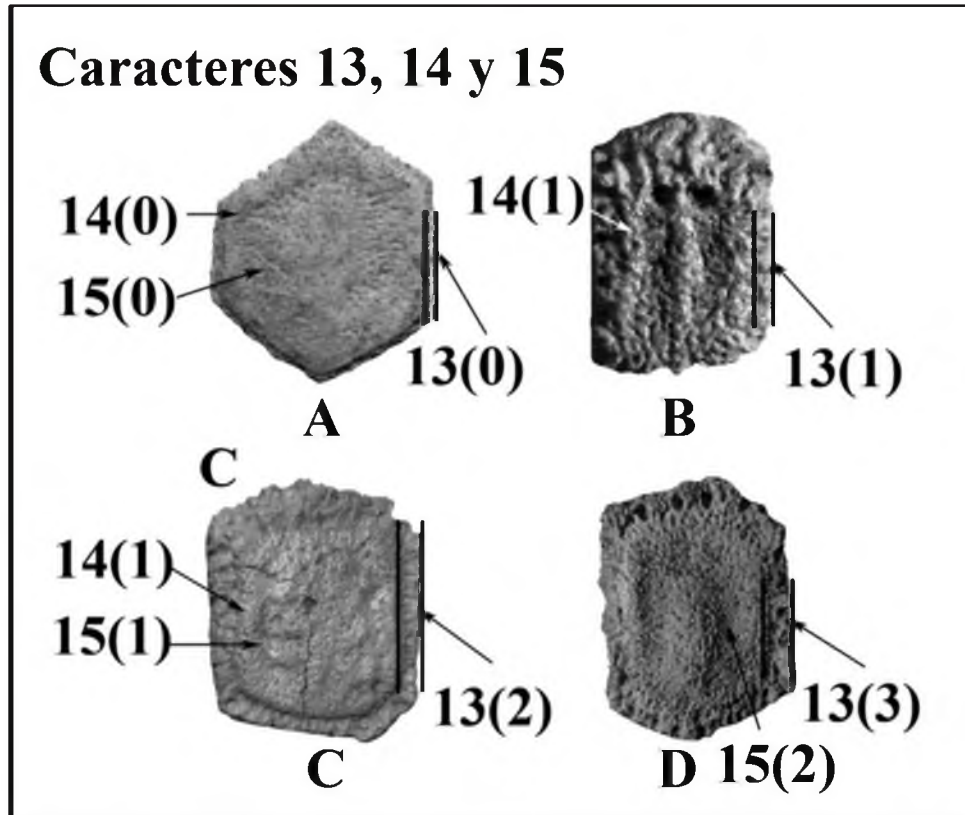 Caracteres 13, 14 y 15
14(0)
15(0)
13(0)
A
14(1)
13(1)
B
C
14(1)
15(1)
13(2)
C
13(3)
15(2)
D